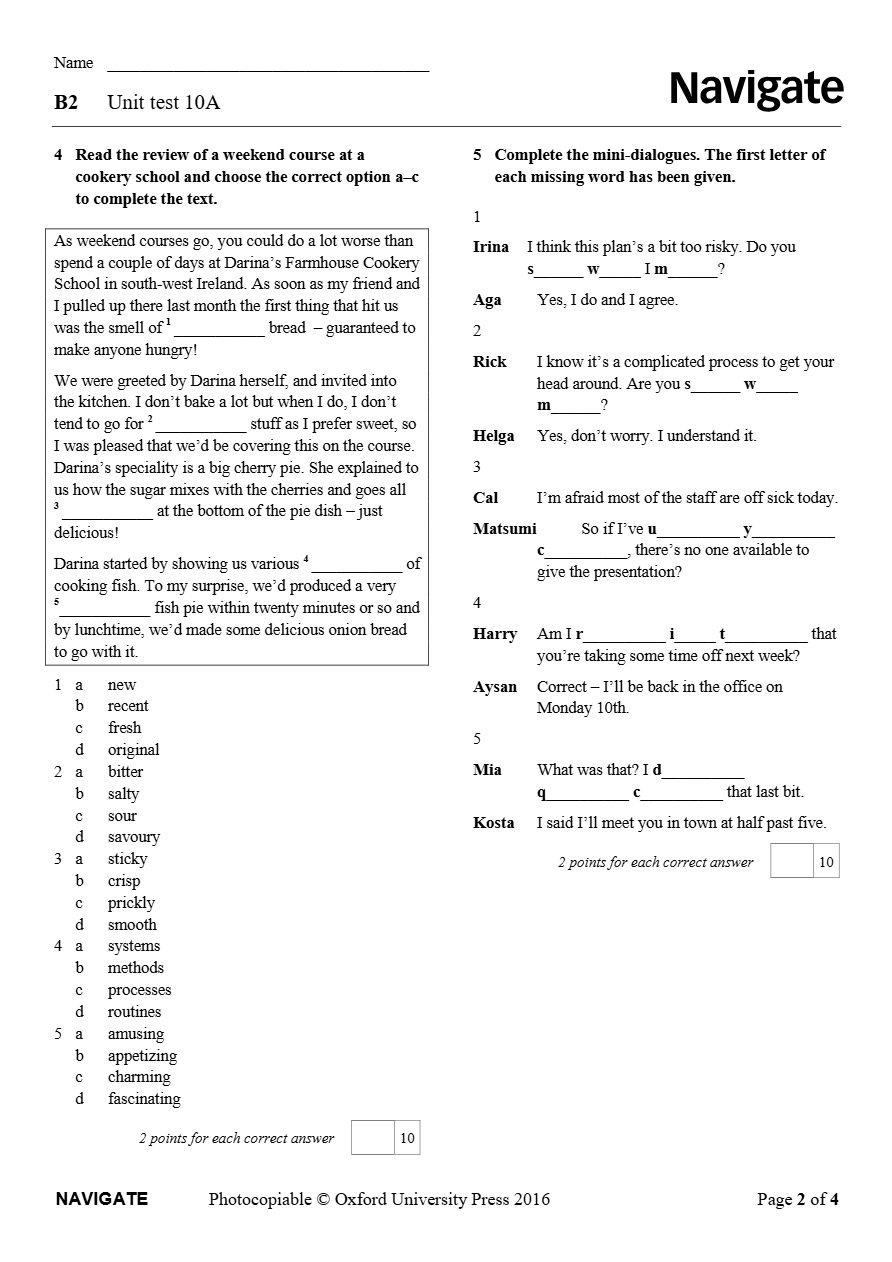 Name ____________________________________
Navigate
B2 Unit test 10A
4 Read the review of a weekend course at a
cookery school and choose the correct option a–c
to complete the text.
As weekend courses go, you could do a lot worse than
spend a couple of days at Darina’s Farmhouse Cookery
School in south-west Ireland. As soon as my friend and
I pulled up there last month the first thing that hit us
was the smell of 1 ___________ bread – guaranteed to
make anyone hungry!
We were greeted by Darina herself, and invited into
the kitchen. I don’t bake a lot but when I do, I don’t
tend to go for 2 ___________ stuff as I prefer sweet, so
I was pleased that we’d be covering this on the course.
Darina’s speciality is a big cherry pie. She explained to
us how the sugar mixes with the cherries and goes all
3 ___________ at the bottom of the pie dish – just
delicious!
Darina started by showing us various 4 ___________ of
cooking fish. To my surprise, we’d produced a very
5 ___________ fish pie within twenty minutes or so and
by lunchtime, we’d made some delicious onion bread
to go with it.
1 a new
b recent
c fresh
d original
2 a bitter
b salty
c sour
d savoury
3 a sticky
b crisp
c prickly
d smooth
4 a systems
b methods
c processes
d routines
5 a amusing
b appetizing
c charming
d fascinating
2 points for each correct answer 10
5 Complete the mini-dialogues. The first letter of
each missing word has been given.
1
Irina I think this plan’s a bit too risky. Do you
s______ w_____ I m______?
Aga Yes, I do and I agree.
2
Rick I know it’s a complicated process to get your
head around. Are you s______ w_____
m______?
Helga Yes, don’t worry. I understand it.
3
Cal I’m afraid most of the staff are off sick today.
Matsumi So if I’ve u__________ y__________
c__________, there’s no one available to
give the presentation?
4
Harry Am I r__________ i____ t__________ that
you’re taking some time off next week?
Aysan Correct – I’ll be back in the office on
Monday 10th.
5
Mia What was that? I d__________
q__________ c__________ that last bit.
Kosta I said I’ll meet you in town at half past five.
2 points for each correct answer 10
NAVIGATE Photocopiable © Oxford University Press 2016 Page 2 of 4